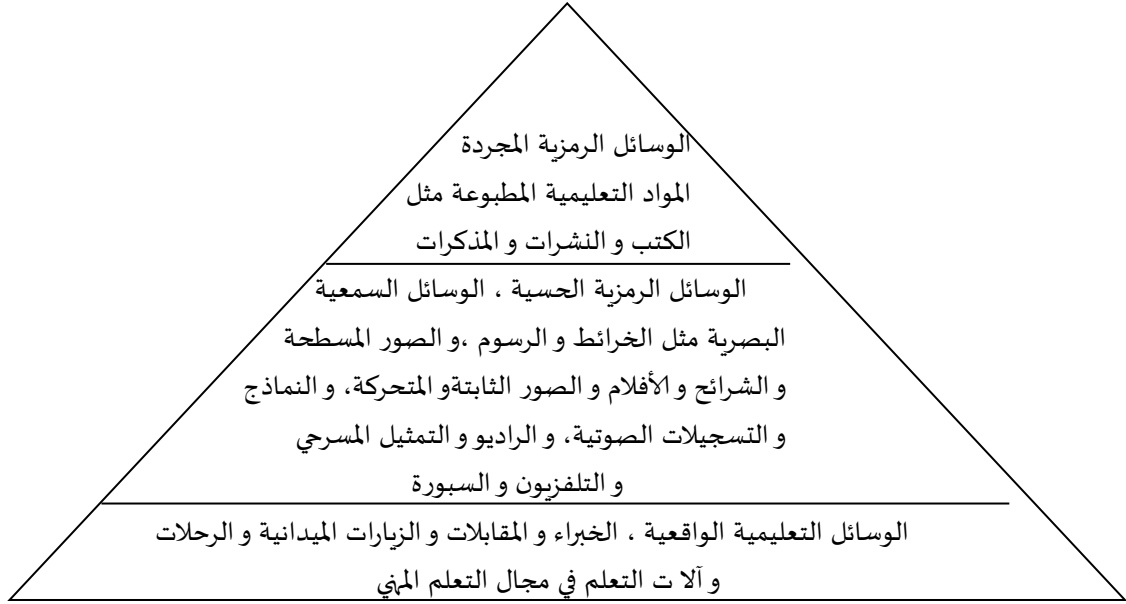 الوسائل الرمزية المجردة
المواد التعليمية المطبوعة مثل
الكتب و النشرات و المذكرات
الوسائل الرمزية الحسية ، الوسائل السمعية
البصرية مثل الخرائط و الرسوم ،و الصور المسطحة
و الشرائح و الأفلام و الصور الثابتةو المتحركة، و النماذج
و التسجيلات الصوتية، و الراديو و التمثيل المسرحي
و التلفزيون و السبورة
الوسائل التعليمية الواقعية ، الخبراء و المقابلات و الزيارات الميدانية و الرحلات
و آلا ت التعلم في مجال التعلم المهني